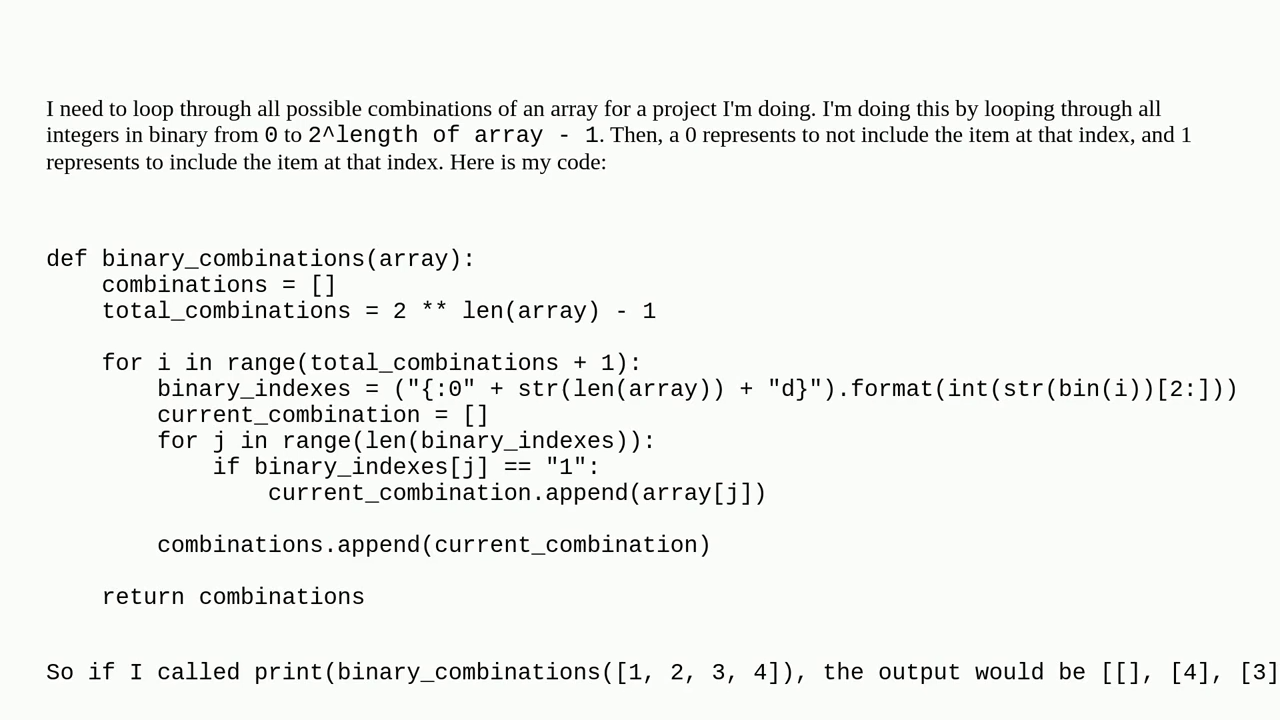 I need to loop through all possible combinations of an array for a project I'm doing. I'm doing this by looping through all
integers in binary from 0 to 2^length of array - 1. Then, a 0 represents to not include the item at that index, and 1
represents to include the item at that index. Here is my code:
def binary_combinations(array):
    combinations = []
    total_combinations = 2 ** len(array) - 1
    for i in range(total_combinations + 1):
        binary_indexes = ("{:0" + str(len(array)) + "d}").format(int(str(bin(i))[2:]))
        current_combination = []
        for j in range(len(binary_indexes)):
            if binary_indexes[j] == "1":
                current_combination.append(array[j])
        combinations.append(current_combination)
    return combinations
So if I called print(binary_combinations([1, 2, 3, 4]), the output would be [[], [4], [3]